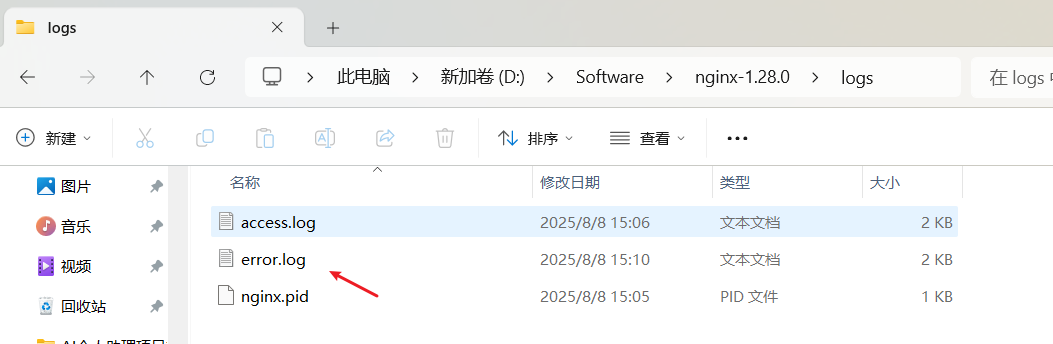 logs
此电脑 新加卷 (D:) Software nginx-1.28.0 logs 在 logs
新建 排序 查看
名称 修改日期 类型 大小
图片
音乐
视频
回收站
access.log 2025/8/8 15:06 文本文档 2 KB
error.log 2025/8/8 15:10 文本文档 2 KB
nginx.pid 2025/8/8 15:05 PID 文件 1 KB